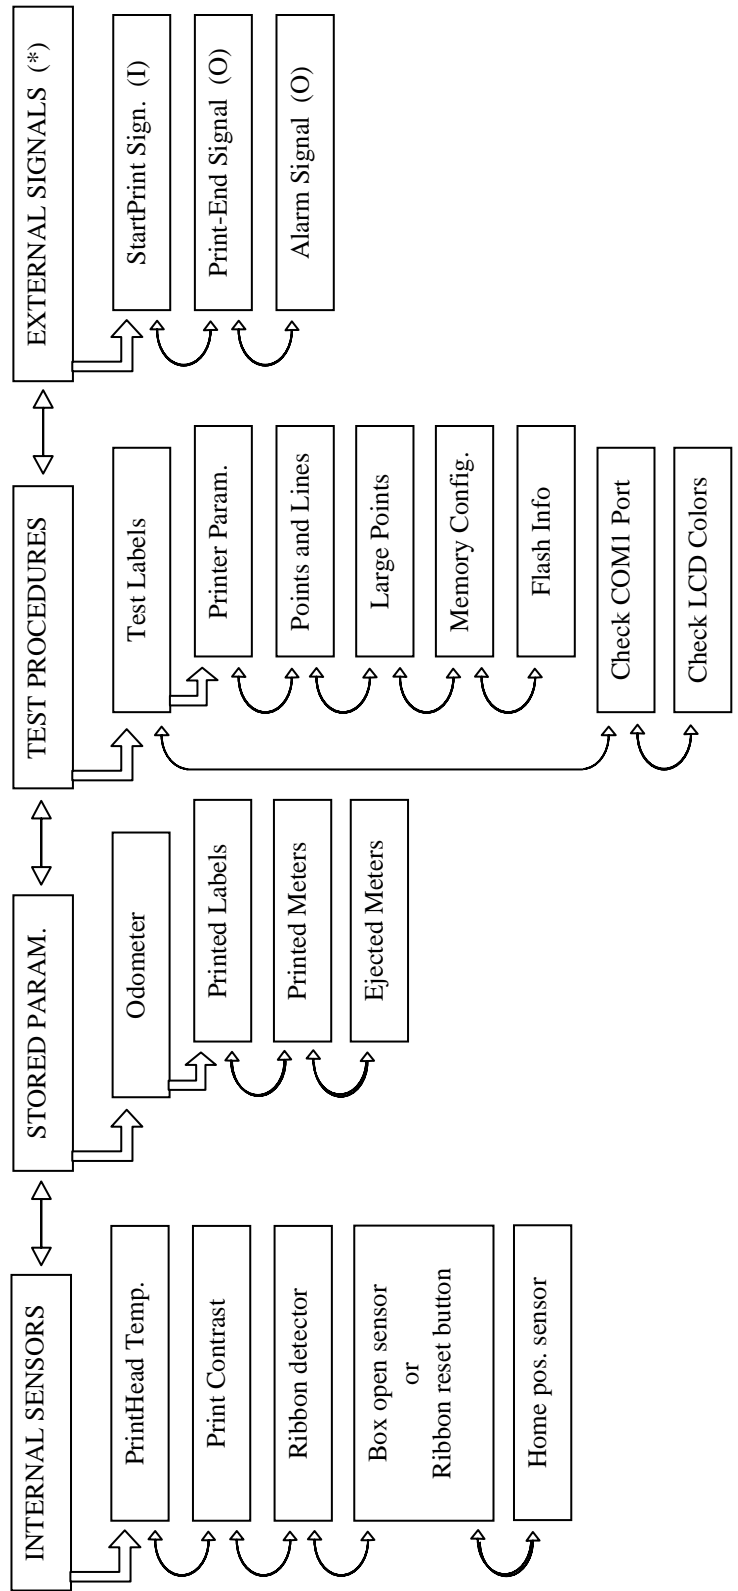 INTERNAL SENSORS
PrintHead Temp.
Print Contrast
Ribbon detector
Box open sensor
or
Ribbon reset button
Home pos. sensor
STORED PARAM.
Odometer
Printed Labels
Printed Meters
Ejected Meters
TEST PROCEDURES
Test Labels
Printer Param.
Points and Lines
Large Points
Memory Config.
Flash Info
Check COM1 Port
Check LCD Colors
EXTERNAL SIGNALS (*)
StartPrint Sign. (I)
Print-End Signal (O)
Alarm Signal (O)